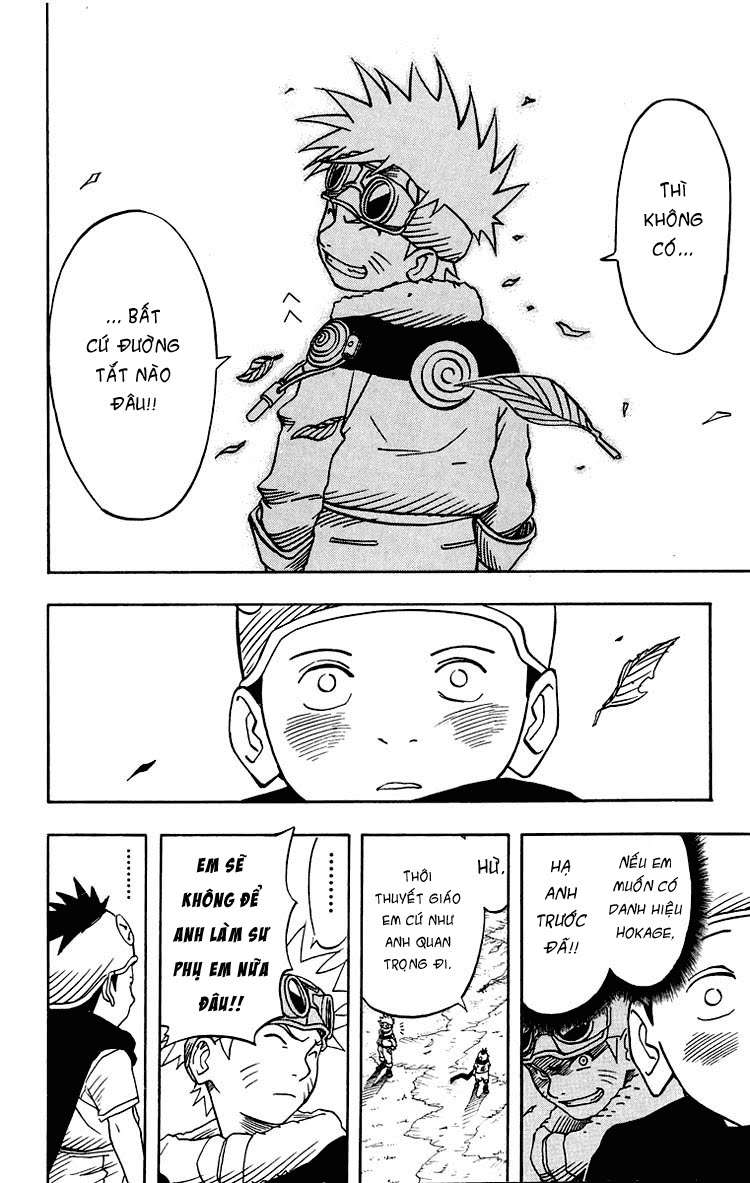 THÌ
KHÔNG
CÓ...
... BẤT
CỨ ĐƯỜNG
TẮT NÀO
ĐÂU!!
NẾU EM
MUỐN CÓ
DANH HIỆU
HOKAGE,
HẠ
ANH
TRƯỚC
ĐÃ!!
HỪ,
THÔI
THUYẾT GIÁO
EM CỨ NHƯ
ANH QUAN
TRỌNG ĐI.
.........
EM SẼ
KHÔNG ĐỂ
ANH LÀM SƯ
PHỤ EM NỮA
ĐÂU!!
.........